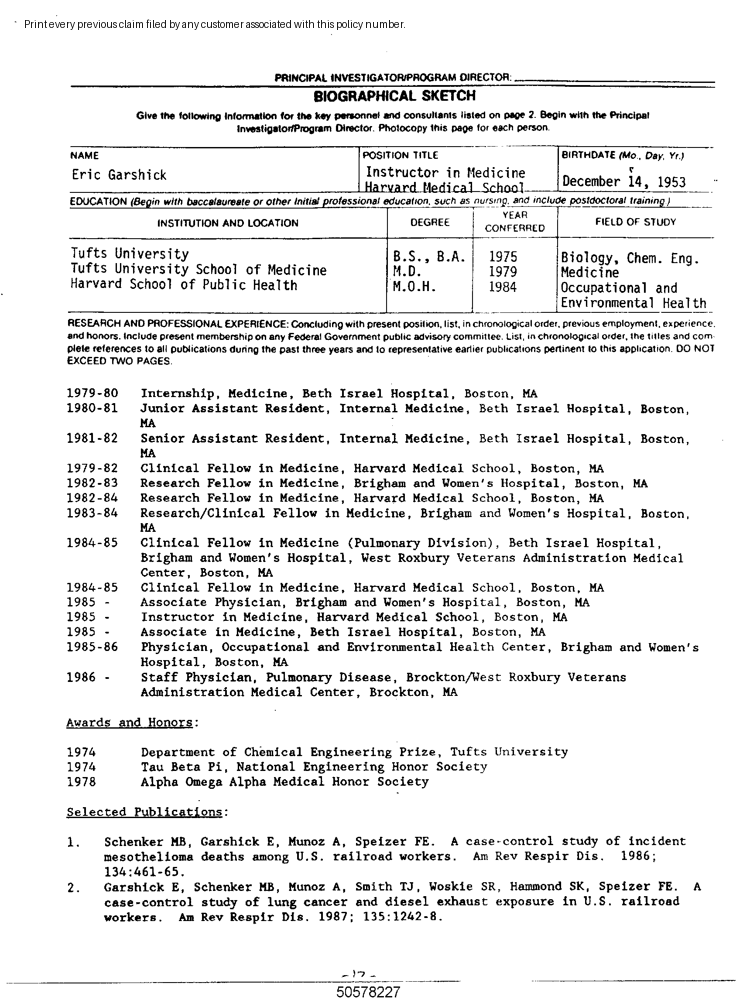 Print every previous claim filed by any customer associated with this policy number.
PRINCIPAL INVESTIGATOR/PROGRAM DIRECTOR:
BIOGRAPHICAL SKETCH
Give the following information for the key personnel and consultants listed on page 2. Begin with the Principal
Investigator/Program Director. Photocopy this page for each person.
NAME POSITION TITLE BIRTHDATE (Mo., Day, Yr.)
Eric Garshick Instructor in Medicine
Harvard Medical School December 14, 1953
EDUCATION (Begin with baccalaureate or other initial professional education, such as nursing, and include postdoctoral training.)
INSTITUTION AND LOCATION DEGREE YEAR CONFERRED FIELD OF STUDY
Tufts University B.S., B.A. 1975 Biology, Chem. Eng.
Tufts University School of Medicine M.D. 1979 Medicine
Harvard School of Public Health M.O.H. 1984 Occupational and
Environmental Health
RESEARCH AND PROFESSIONAL EXPERIENCE: Concluding with present position, list, in chronological order, previous employment, experience,
and honors. Include present membership on any Federal Government public advisory committee. List, in chronological order, the titles and com-
plete references to all publications during the past three years and to representative earlier publications pertinent to this application. DO NOT
EXCEED TWO PAGES.
1979-80 Internship, Medicine, Beth Israel Hospital, Boston, MA
1980-81 Junior Assistant Resident, Internal Medicine, Beth Israel Hospital, Boston,
MA
1981-82 Senior Assistant Resident, Internal Medicine, Beth Israel Hospital, Boston,
MA
1979-82 Clinical Fellow in Medicine, Harvard Medical School, Boston, MA
1982-83 Research Fellow in Medicine, Brigham and Women's Hospital, Boston, MA
1982-84 Research Fellow in Medicine, Harvard Medical School, Boston, MA
1983-84 Research/Clinical Fellow in Medicine, Brigham and Women's Hospital, Boston,
MA
1984-85 Clinical Fellow in Medicine (Pulmonary Division), Beth Israel Hospital,
Brigham and Women's Hospital, West Roxbury Veterans Administration Medical
Center, Boston, MA
1984-85 Clinical Fellow in Medicine, Harvard Medical School, Boston, MA
1985 - Associate Physician, Brigham and Women's Hospital, Boston, MA
1985 - Instructor in Medicine, Harvard Medical School, Boston, MA
1985 - Associate in Medicine, Beth Israel Hospital, Boston, MA
1985-86 Physician, Occupational and Environmental Health Center, Brigham and Women's
Hospital, Boston, MA
1986 - Staff Physician, Pulmonary Disease, Brockton/West Roxbury Veterans
Administration Medical Center, Brockton, MA
Awards and Honors:
1974 Department of Chemical Engineering Prize, Tufts University
1974 Tau Beta Pi, National Engineering Honor Society
1978 Alpha Omega Alpha Medical Honor Society
Selected Publications:
1. Schenker MB, Garshick E, Munoz A, Speizer FE. A case-control study of incident
mesothelioma deaths among U.S. railroad workers. Am Rev Respir Dis. 1986;
134:461-65.
2. Garshick E, Schenker MB, Munoz A, Smith TJ, Woskie SR, Hammond SK, Speizer FE. A
case-control study of lung cancer and diesel exhaust exposure in U.S. railroad
workers. Am Rev Respir Dis. 1987; 135:1242-8.
-17-
50578227